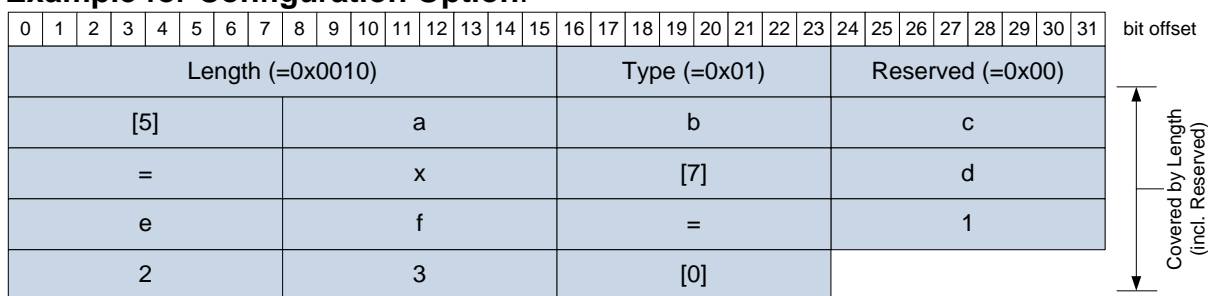 Example for Configuration Option:
0 1 2 3 4 5 6 7 8 9 10 11 12 13 14 15 16 17 18 19 20 21 22 23 24 25 26 27 28 29 30 31 bit offset
Length (=0x0010) Type (=0x01) Reserved (=0x00)
[5] a b c
= x [7] d
e f = 1
2 3 [0]
Covered by Length
(incl. Reserved)